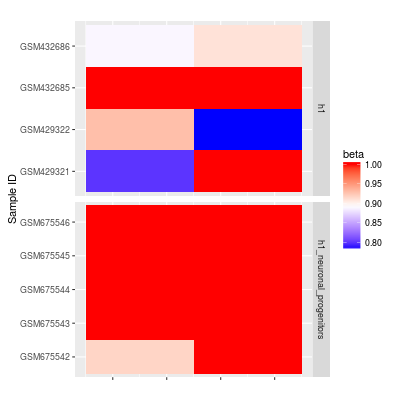 GSM432686
GSM432685
GSM429322
GSM429321
h1
GSM675546
GSM675545
GSM675544
GSM675543
GSM675542
h1_neuronal_progenitors
Sample ID
beta
1.00
0.95
0.90
0.85
0.80